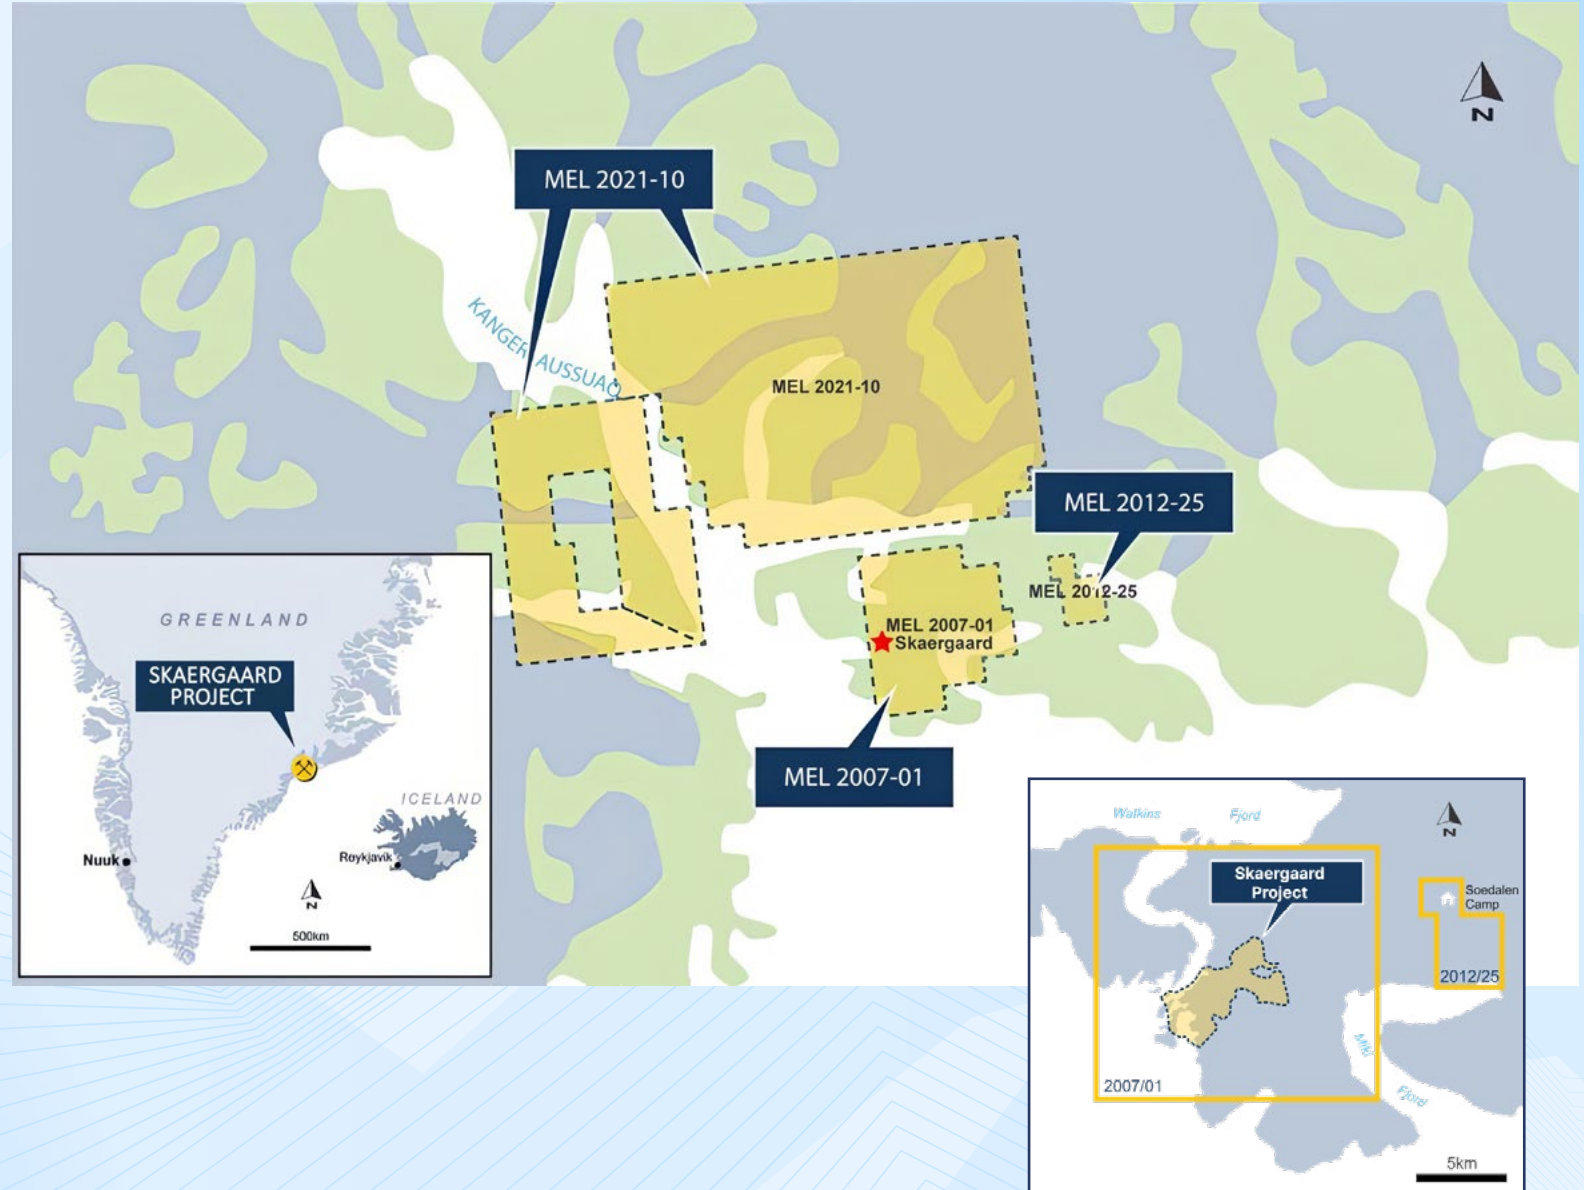 N
MEL 2021-10
KANGERLAUSSUAQ
MEL 2021-10
MEL 2012-25
MEL 2012-25
MEL 2007-01
Skaergaard
MEL 2007-01
GREENLAND
SKAERGAARD
PROJECT
ICELAND
Nuuk
Røykjavik
N
500km
Watkins Fjord
N
Skaergaard
Project
Soedalen
Camp
2012/25
Miki
Fjord
2007/01
5km